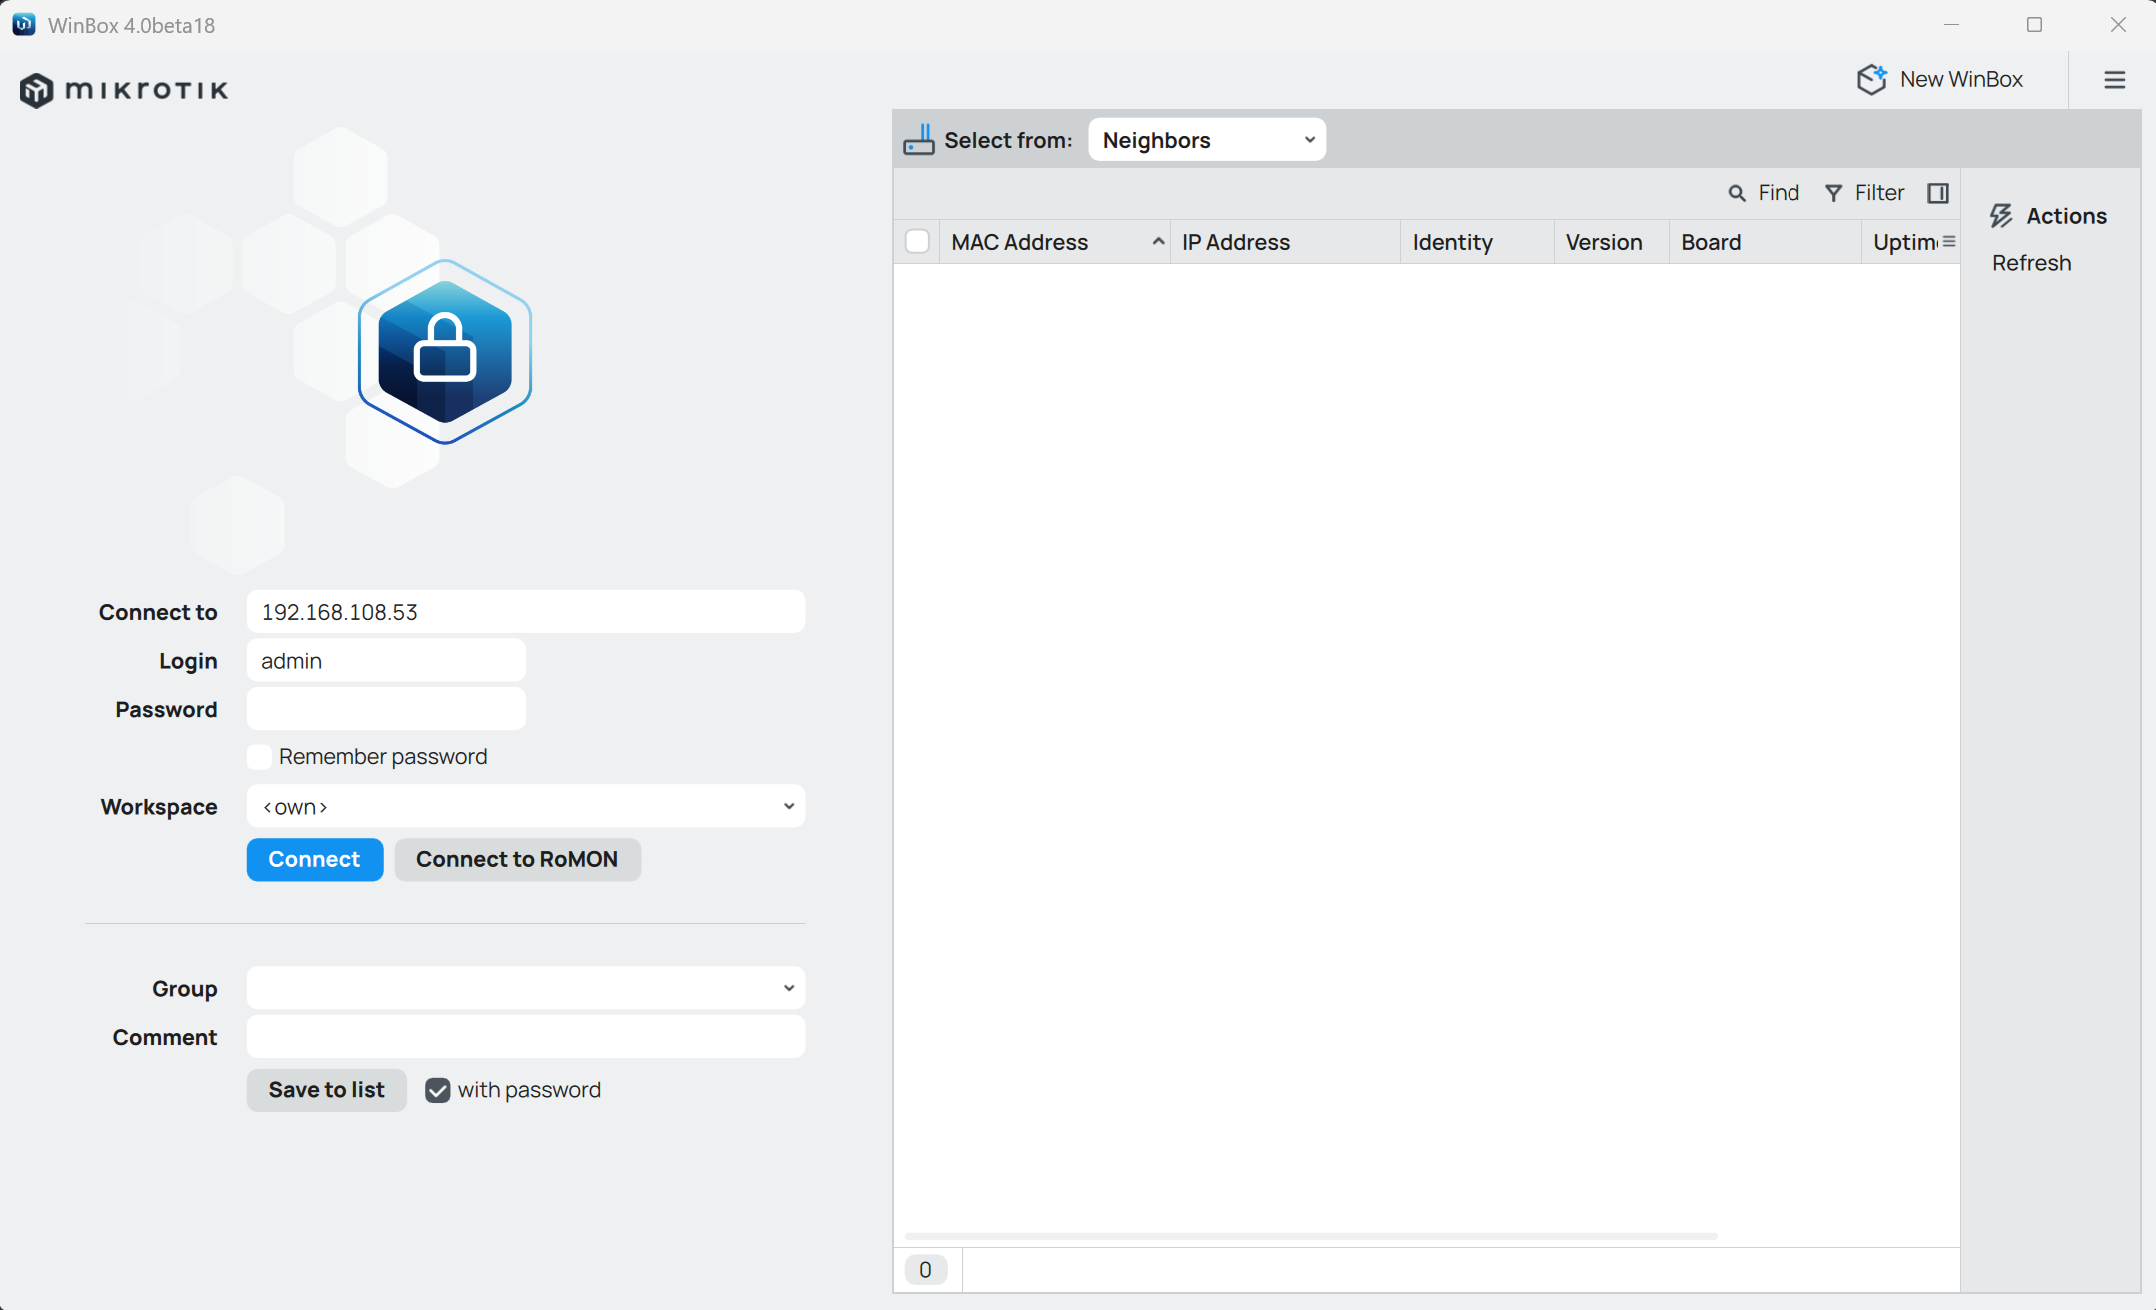 WinBox 4.0beta18
mikrotik
New WinBox
Select from: Neighbors
Find Filter
Actions
MAC Address IP Address Identity Version Board Uptim
Refresh
Connect to 192.168.108.53
Login admin
Password
Remember password
Workspace <own>
Connect Connect to RoMON
Group
Comment
Save to list with password
0